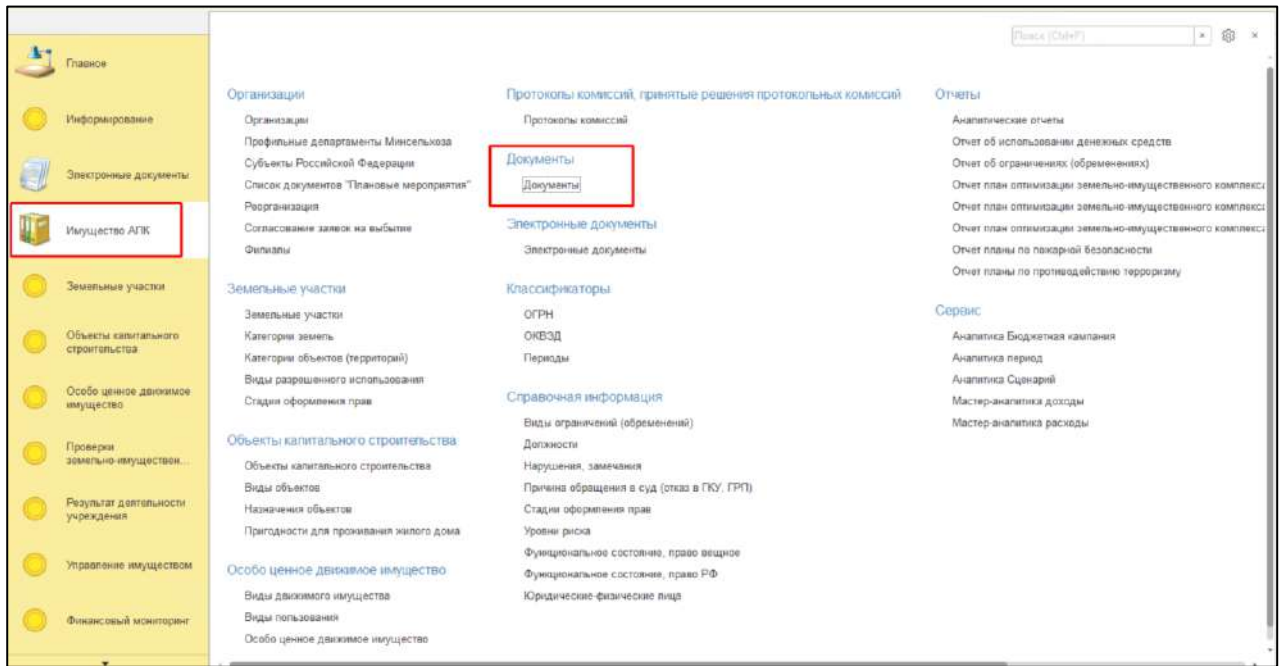 Поиск (Ctrl+F)
Главное
Информирование
Электронные документы
Имущество АПК
Земельные участки
Объекты капитального
строительства
Особо ценное движимое
имущество
Проверки
земельно-имуществен...
Результат деятельности
учреждения
Управление имуществом
Финансовый мониторинг
Организации
Организации
Профильные департаменты Минсельхоза
Субъекты Российской Федерации
Список документов "Плановые мероприятия"
Реорганизация
Согласование заявок на выбытие
Филиалы
Земельные участки
Земельные участки
Категории земель
Категории объектов (территорий)
Виды разрешенного использования
Стадии оформления прав
Объекты капитального строительства
Объекты капитального строительства
Виды объектов
Назначения объектов
Пригодности для проживания жилого дома
Особо ценное движимое имущество
Виды движимого имущества
Виды пользования
Особо ценное движимое имущество
Протоколы комиссий, принятые решения протокольных комиссий
Протоколы комиссий
Документы
Документы
Электронные документы
Электронные документы
Классификаторы
ОГРН
ОКВЭД
Периоды
Справочная информация
Виды ограничений (обременений)
Должности
Нарушения, замечания
Причина обращения в суд (отказ в ГКУ, ГРП)
Стадии оформления прав
Уровни риска
Функциональное состояние, право вещное
Функциональное состояние, право РФ
Юридические-физические лица
Отчеты
Аналитические отчеты
Отчет об использовании денежных средств
Отчет об ограничениях (обременениях)
Отчет план оптимизации земельно-имущественного комплекса
Отчет план оптимизации земельно-имущественного комплекса
Отчет план оптимизации земельно-имущественного комплекса
Отчет планы по пожарной безопасности
Отчет планы по противодействию терроризму
Сервис
Аналитика Бюджетная кампания
Аналитика период
Аналитика Сценарий
Мастер-аналитика доходы
Мастер-аналитика расходы